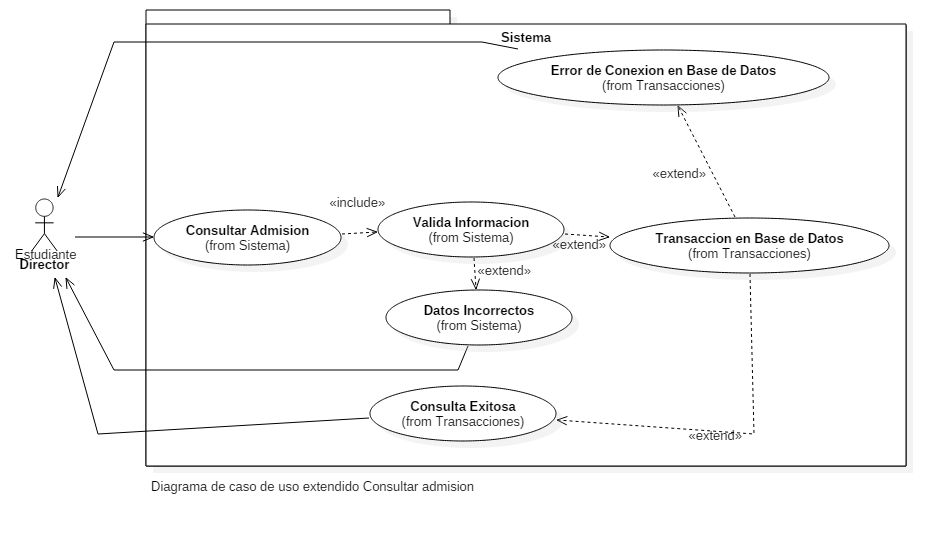 Sistema
Error de Conexion en Base de Datos
(from Transacciones)
«extend»
«include»
Consultar Admision
(from Sistema)
Valida Informacion
(from Sistema)
«extend»
Transaccion en Base de Datos
(from Transacciones)
Estudiante
Director
«extend»
Datos Incorrectos
(from Sistema)
Consulta Exitosa
(from Transacciones)
«extend»
Diagrama de caso de uso extendido Consultar admision